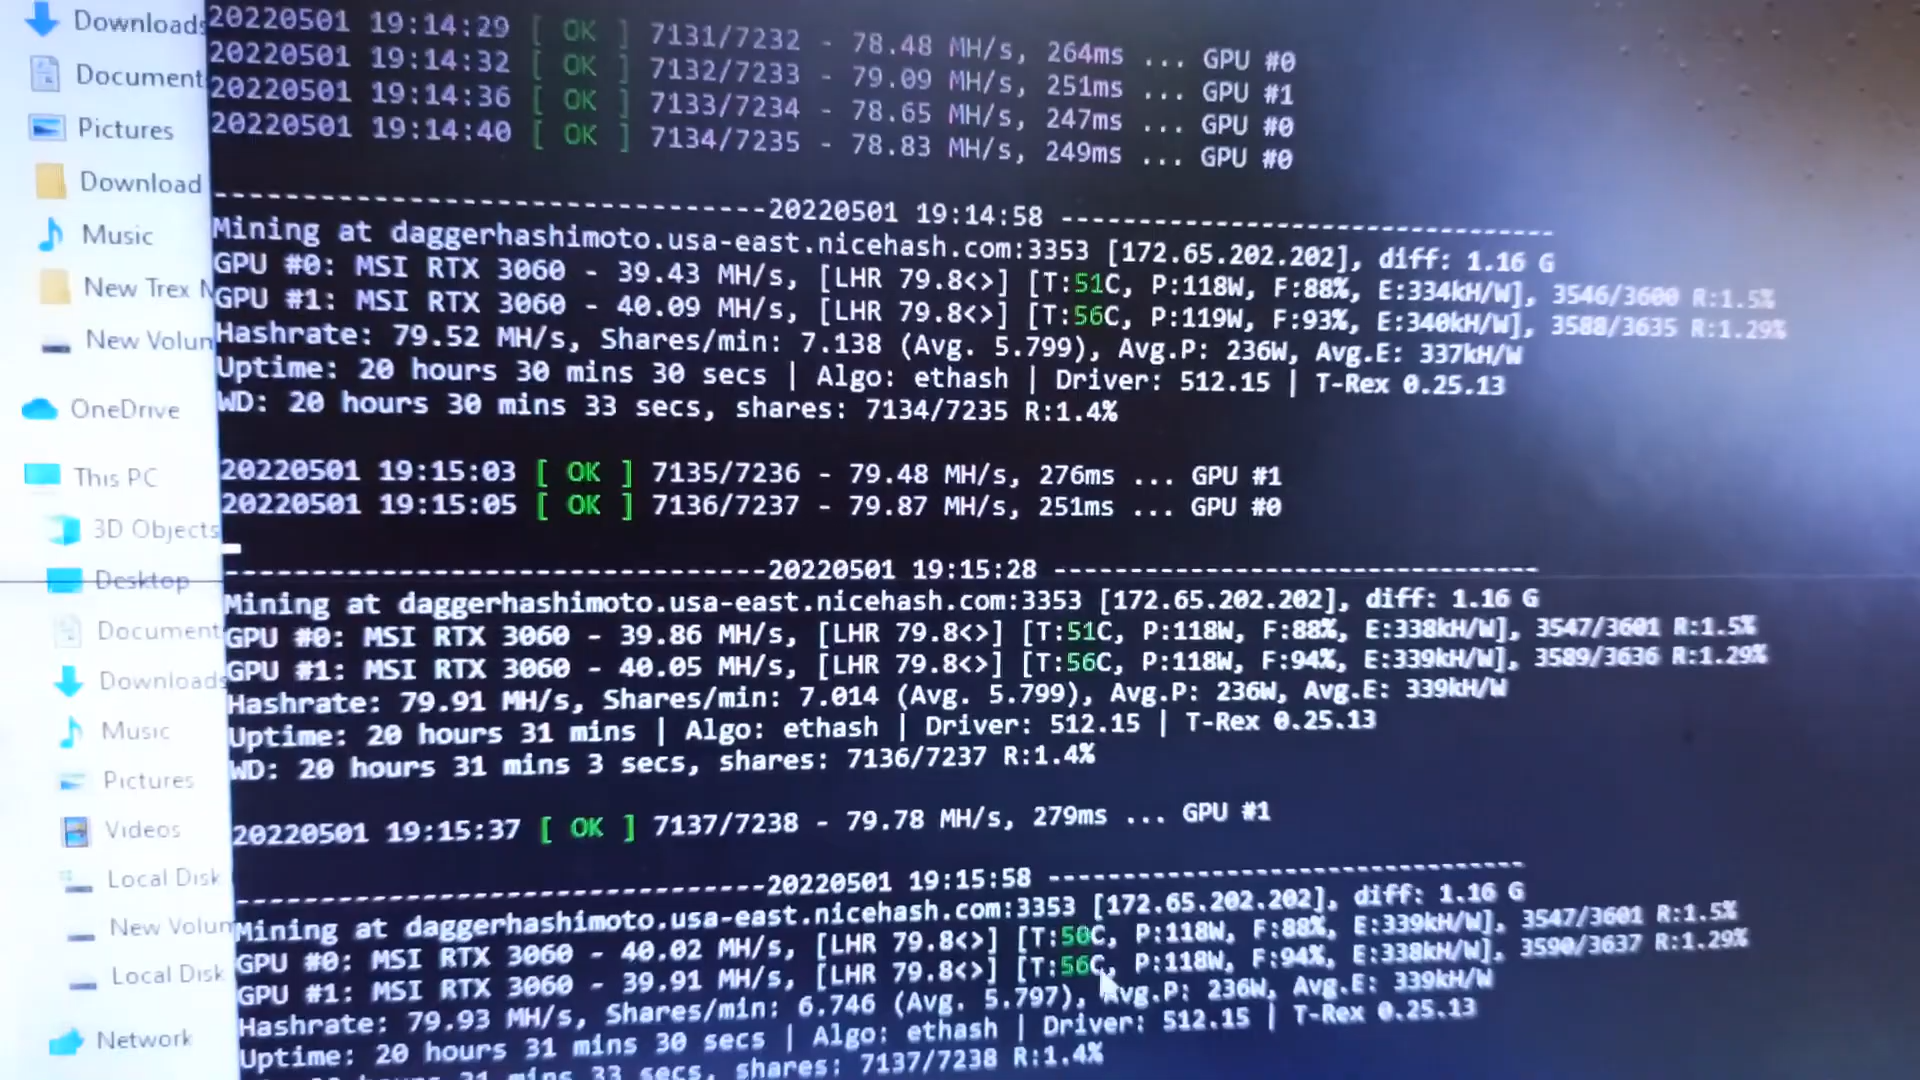 Downloads
Document
Pictures
Download
Music
New Trex M
New Volun
OneDrive
This PC
3D Objects
Desktop
Document
Downloads
Music
Pictures
Videos
Local Disk
New Volun
Local Disk
Network
20220501 19:14:29 [ OK ] 7131/7232 - 78.48 MH/s, 264ms ... GPU #0
20220501 19:14:32 [ OK ] 7132/7233 - 79.09 MH/s, 251ms ... GPU #1
20220501 19:14:36 [ OK ] 7133/7234 - 78.65 MH/s, 247ms ... GPU #0
20220501 19:14:40 [ OK ] 7134/7235 - 78.83 MH/s, 249ms ... GPU #0
-----------------------------------20220501 19:14:58 --------------------------------
Mining at daggerhashimoto.usa-east.nicehash.com:3353 [172.65.202.202], diff: 1.16 G
GPU #0: MSI RTX 3060 - 39.43 MH/s, [LHR 79.8<>] [T:51C, P:118W, F:88%, E:334kH/W], 3546/3600 R:1.5%
GPU #1: MSI RTX 3060 - 40.09 MH/s, [LHR 79.8<>] [T:56C, P:119W, F:93%, E:340kH/W], 3588/3635 R:1.29%
Hashrate: 79.52 MH/s, Shares/min: 7.138 (Avg. 5.799), Avg.P: 236W, Avg.E: 337kH/W
Uptime: 20 hours 30 mins 30 secs | Algo: ethash | Driver: 512.15 | T-Rex 0.25.13
WD: 20 hours 30 mins 33 secs, shares: 7134/7235 R:1.4%
20220501 19:15:03 [ OK ] 7135/7236 - 79.48 MH/s, 276ms ... GPU #1
20220501 19:15:05 [ OK ] 7136/7237 - 79.87 MH/s, 251ms ... GPU #0
-----------------------------------20220501 19:15:28 --------------------------------
Mining at daggerhashimoto.usa-east.nicehash.com:3353 [172.65.202.202], diff: 1.16 G
GPU #0: MSI RTX 3060 - 39.86 MH/s, [LHR 79.8<>] [T:51C, P:118W, F:88%, E:338kH/W], 3547/3601 R:1.5%
GPU #1: MSI RTX 3060 - 40.05 MH/s, [LHR 79.8<>] [T:56C, P:118W, F:94%, E:339kH/W], 3589/3636 R:1.29%
Hashrate: 79.91 MH/s, Shares/min: 7.014 (Avg. 5.799), Avg.P: 236W, Avg.E: 339kH/W
Uptime: 20 hours 31 mins | Algo: ethash | Driver: 512.15 | T-Rex 0.25.13
WD: 20 hours 31 mins 3 secs, shares: 7136/7237 R:1.4%
20220501 19:15:37 [ OK ] 7137/7238 - 79.78 MH/s, 279ms ... GPU #1
-----------------------------------20220501 19:15:58 --------------------------------
Mining at daggerhashimoto.usa-east.nicehash.com:3353 [172.65.202.202], diff: 1.16 G
GPU #0: MSI RTX 3060 - 40.02 MH/s, [LHR 79.8<>] [T:50C, P:118W, F:88%, E:339kH/W], 3547/3601 R:1.5%
GPU #1: MSI RTX 3060 - 39.91 MH/s, [LHR 79.8<>] [T:56C, P:118W, F:94%, E:338kH/W], 3590/3637 R:1.29%
Hashrate: 79.93 MH/s, Shares/min: 6.746 (Avg. 5.797), Avg.P: 236W, Avg.E: 339kH/W
Uptime: 20 hours 31 mins 30 secs | Algo: ethash | Driver: 512.15 | T-Rex 0.25.13
31 mins 33 secs, shares: 7137/7238 R:1.4%